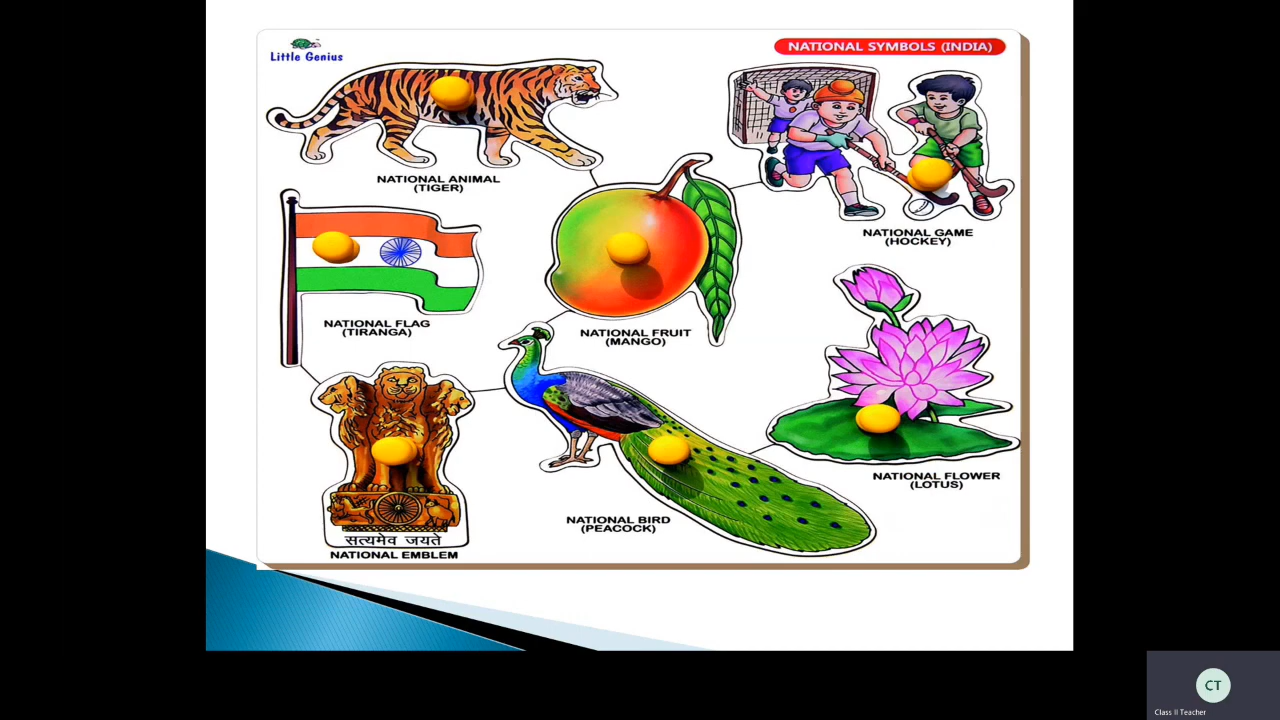 Little Genius
NATIONAL SYMBOLS (INDIA)
NATIONAL ANIMAL
(TIGER)
NATIONAL GAME
(HOCKEY)
NATIONAL FLAG
(TIRANGA)
NATIONAL FRUIT
(MANGO)
NATIONAL FLOWER
(LOTUS)
NATIONAL BIRD
(PEACOCK)
सत्यमेव जयते
NATIONAL EMBLEM
CT
Class II Teacher